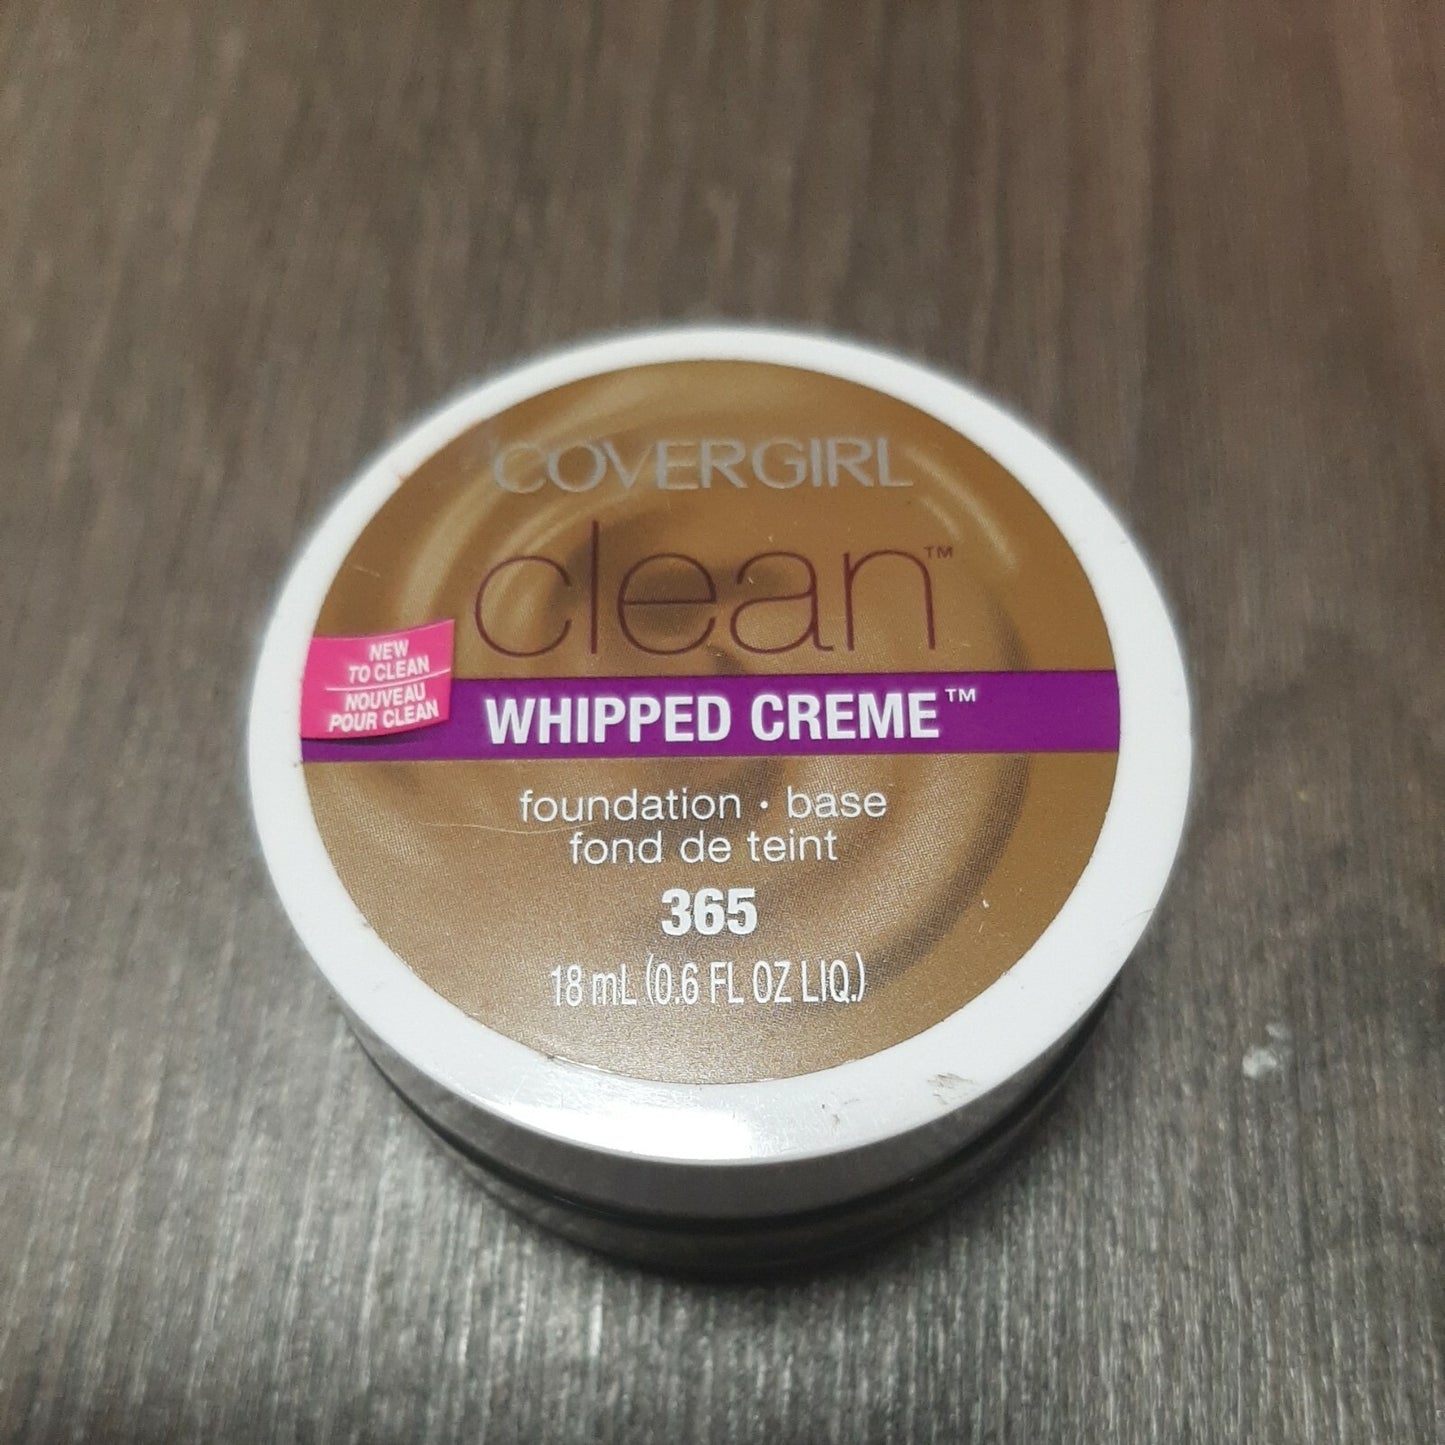 COVERGIRL
clean™
NEW
TO CLEAN
NOUVEAU
POUR CLEAN
WHIPPED CREME™
foundation • base
fond de teint
365
18 mL (0.6 FL OZ LIQ.)